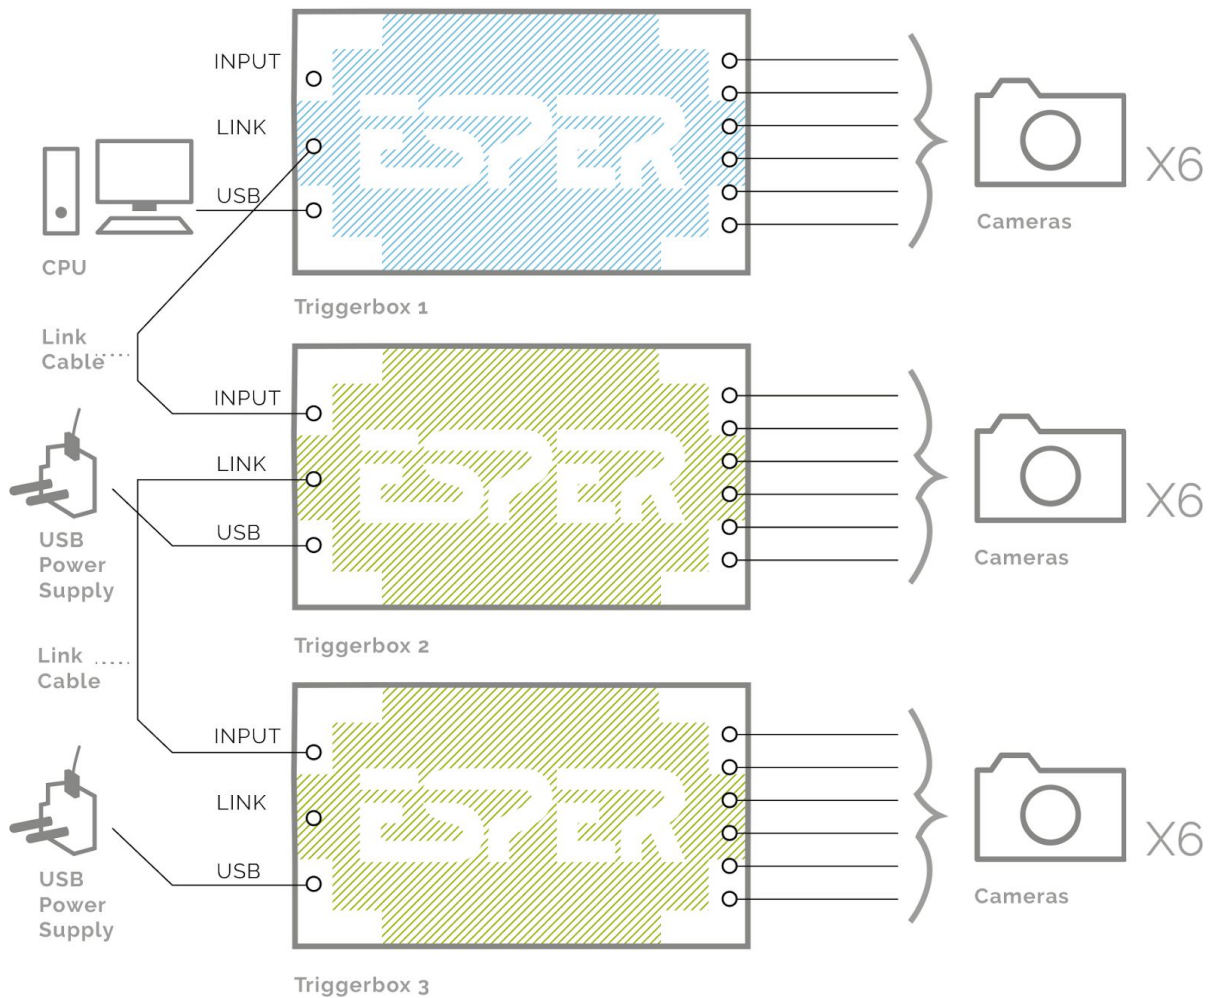 INPUT
LINK
USB
ESPER
X6
Cameras
CPU
Triggerbox 1
Link
Cable
INPUT
LINK
USB
ESPER
X6
Cameras
USB
Power
Supply
Triggerbox 2
Link
Cable
INPUT
LINK
USB
ESPER
X6
Cameras
USB
Power
Supply
Triggerbox 3